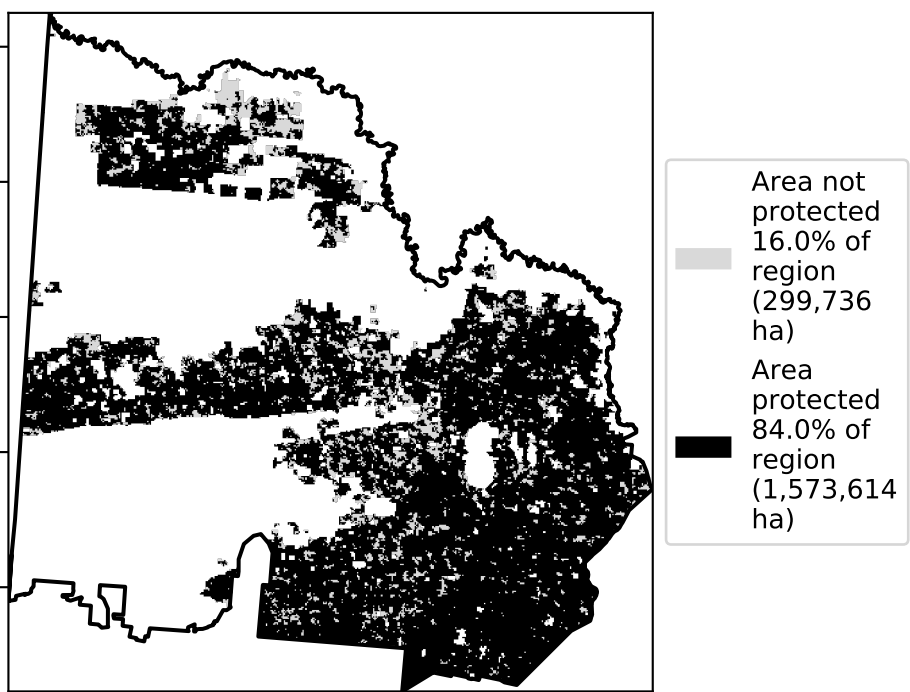 Area not
protected
16.0% of
region
(299,736
ha)
Area
protected
84.0% of
region
(1,573,614
ha)